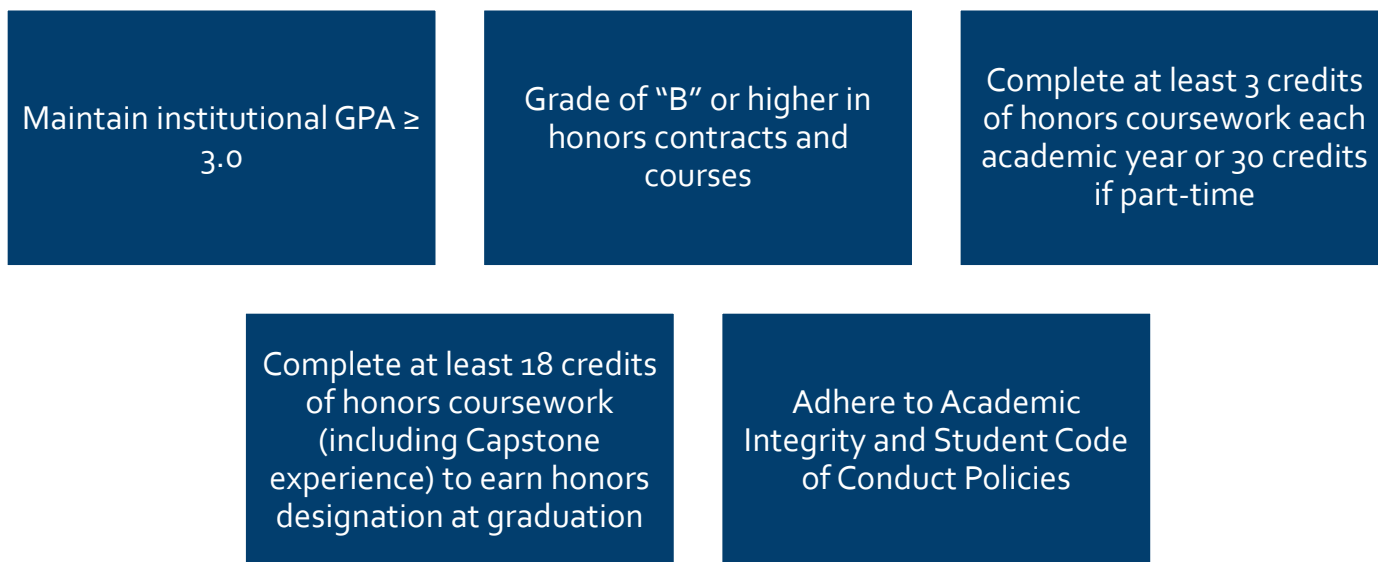 Maintain institutional GPA ≥
3.0
Grade of “B” or higher in
honors contracts and
courses
Complete at least 3 credits
of honors coursework each
academic year or 30 credits
if part-time
Complete at least 18 credits
of honors coursework
(including Capstone
experience) to earn honors
designation at graduation
Adhere to Academic
Integrity and Student Code
of Conduct Policies